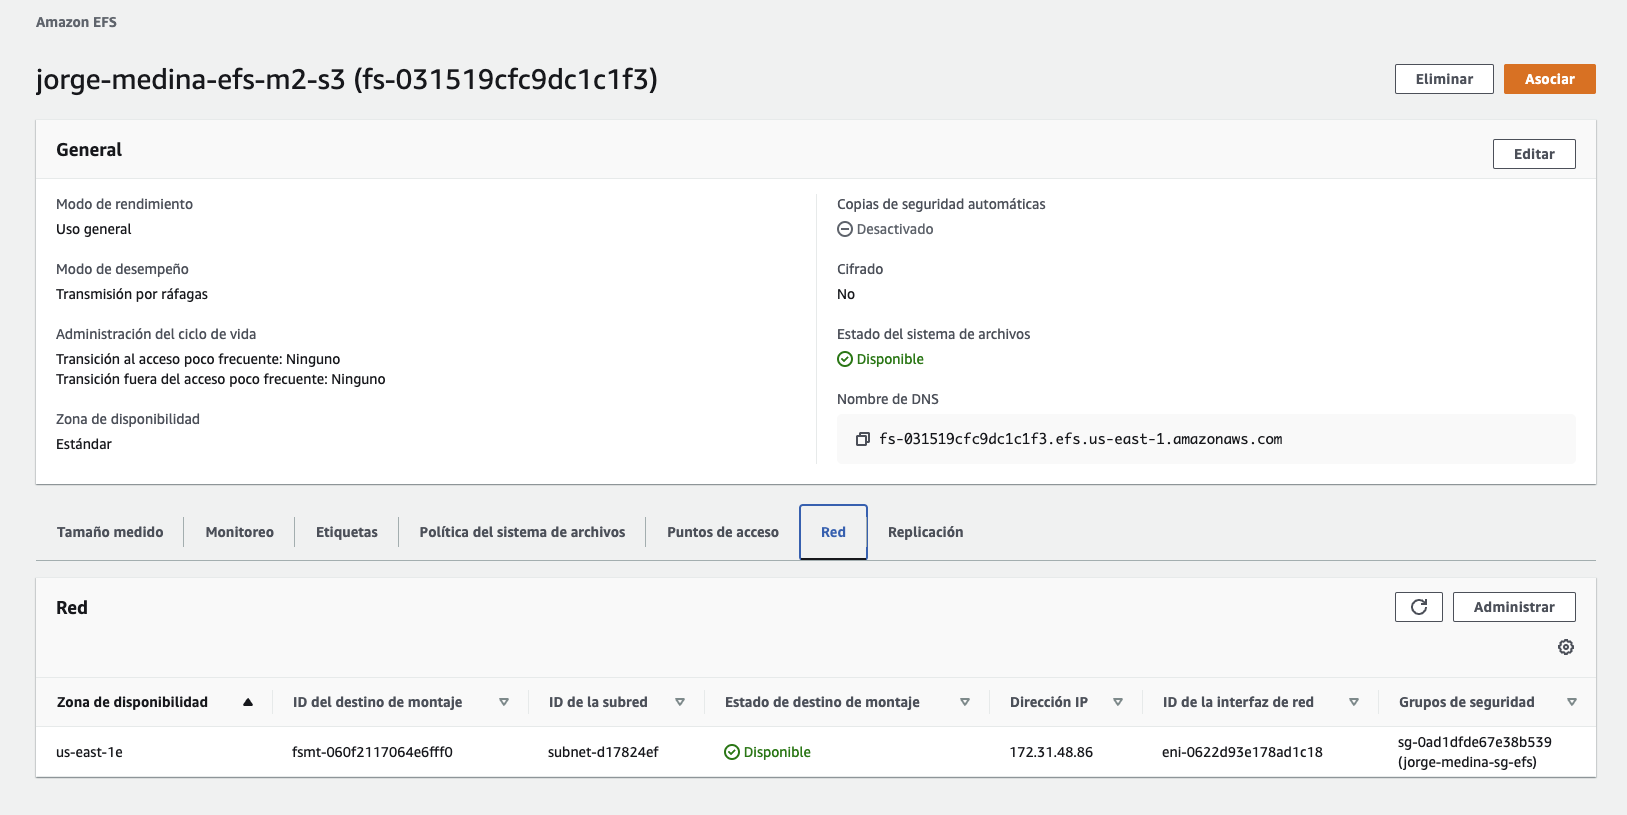 Amazon EFS
jorge-medina-efs-m2-s3 (fs-031519cfc9dc1c1f3)
Eliminar
Asociar
General
Editar
Modo de rendimiento
Uso general
Modo de desempeño
Transmisión por ráfagas
Administración del ciclo de vida
Transición al acceso poco frecuente: Ninguno
Transición fuera del acceso poco frecuente: Ninguno
Zona de disponibilidad
Estándar
Copias de seguridad automáticas
Desactivado
Cifrado
No
Estado del sistema de archivos
Disponible
Nombre de DNS
fs-031519cfc9dc1c1f3.efs.us-east-1.amazonaws.com
Tamaño medido
Monitoreo
Etiquetas
Política del sistema de archivos
Puntos de acceso
Red
Replicación
Red
Administrar
Zona de disponibilidad
ID del destino de montaje
ID de la subred
Estado de destino de montaje
Dirección IP
ID de la interfaz de red
Grupos de seguridad
us-east-1e
fsmt-060f2117064e6fff0
subnet-d17824ef
Disponible
172.31.48.86
eni-0622d93e178ad1c18
sg-0ad1dfde67e38b539
(jorge-medina-sg-efs)